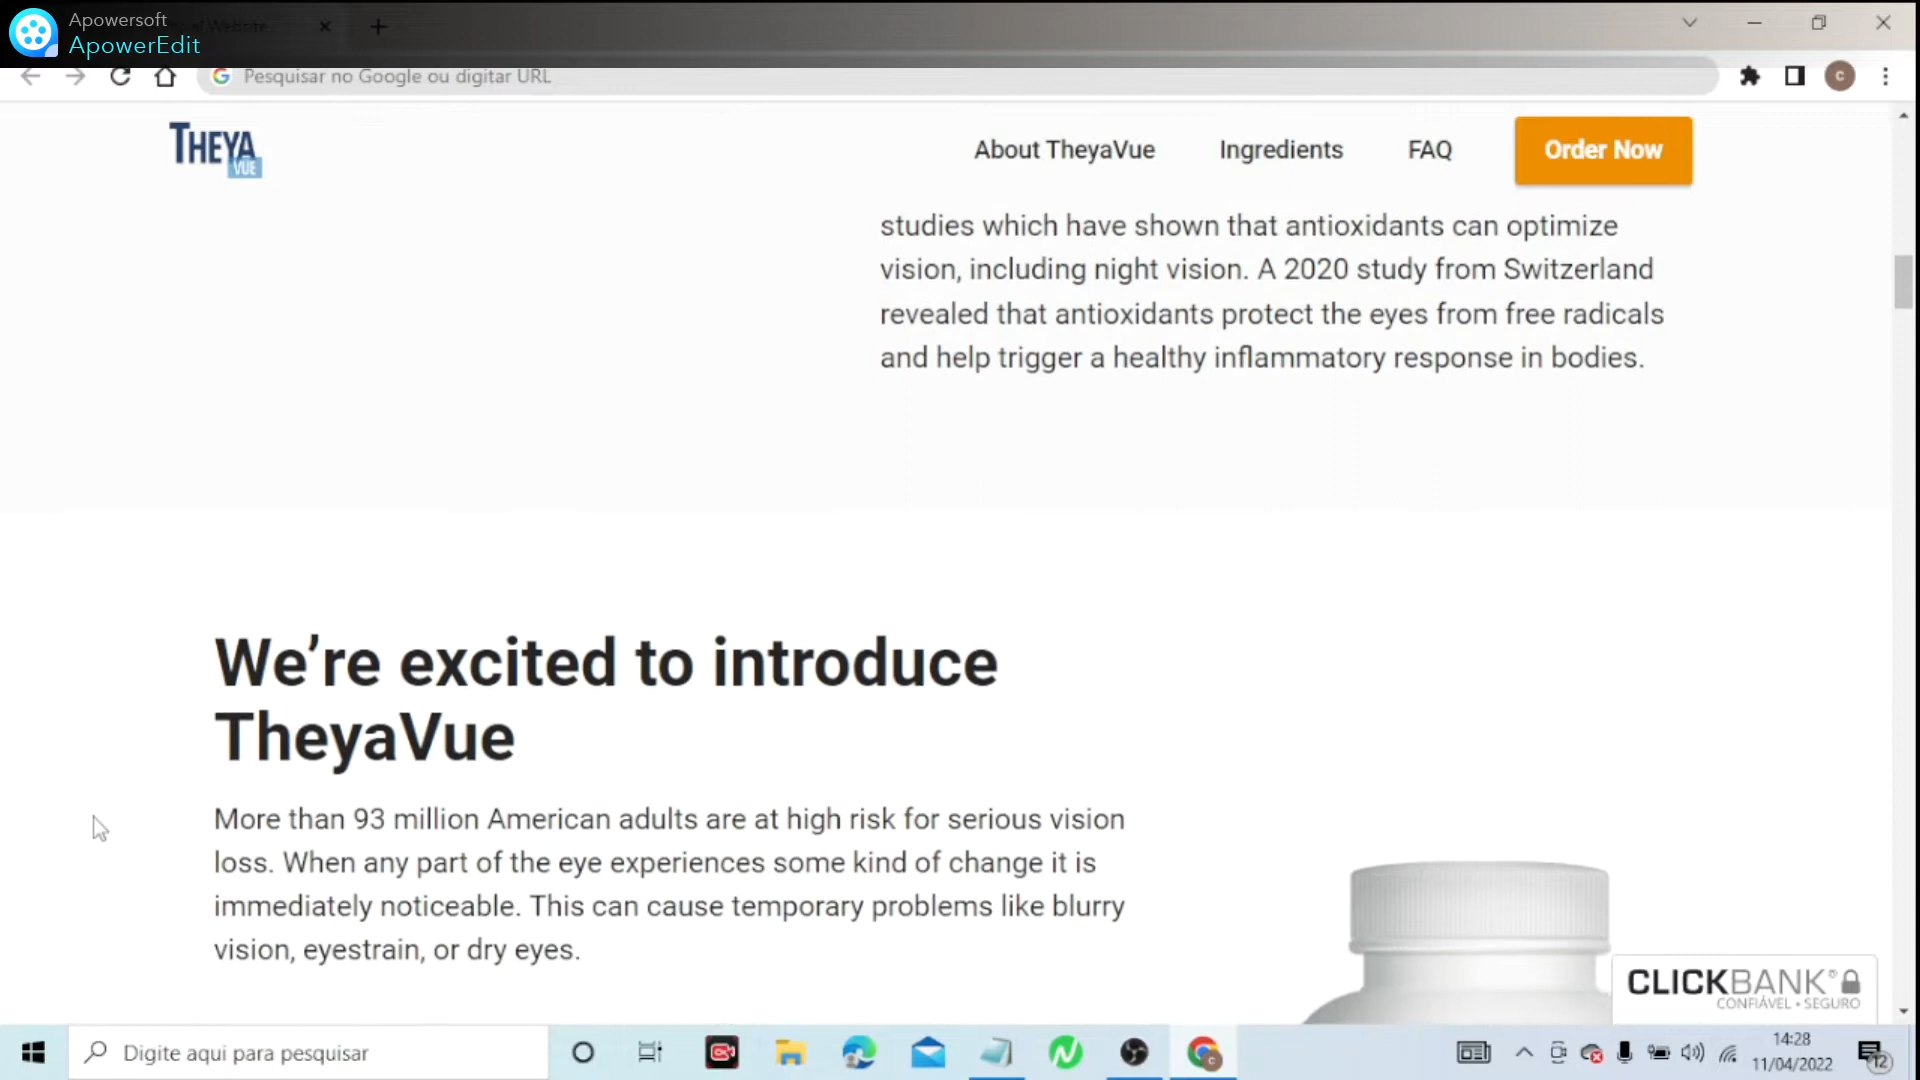 Apowersoft
ApowerEdit
Pesquisar no Google ou digitar URL
C
THEYA
VUE
About TheyaVue
Ingredients
FAQ
Order Now
studies which have shown that antioxidants can optimize
vision, including night vision. A 2020 study from Switzerland
revealed that antioxidants protect the eyes from free radicals
and help trigger a healthy inflammatory response in bodies.
We’re excited to introduce
TheyaVue
More than 93 million American adults are at high risk for serious vision
loss. When any part of the eye experiences some kind of change it is
immediately noticeable. This can cause temporary problems like blurry
vision, eyestrain, or dry eyes.
CLICKBANK®
CONFIÁVEL • SEGURO
Digite aqui para pesquisar
14:28
11/04/2022
12